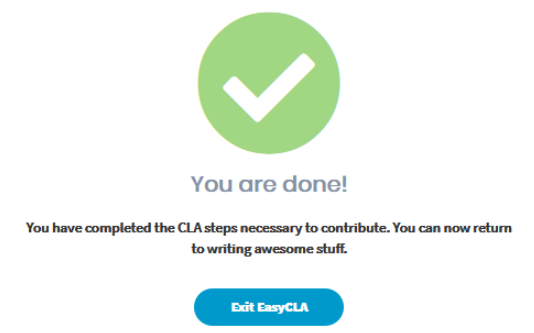 You are done!
You have completed the CLA steps necessary to contribute. You can now return
to writing awesome stuff.
Exit EasyCLA